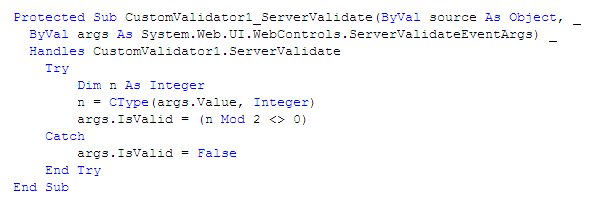 Protected Sub CustomValidator1_ServerValidate(ByVal source As Object, _
  ByVal args As System.Web.UI.WebControls.ServerValidateEventArgs) _
  Handles CustomValidator1.ServerValidate
    Try
        Dim n As Integer
        n = CType(args.Value, Integer)
        args.IsValid = (n Mod 2 <> 0)
    Catch
        args.IsValid = False
    End Try
End Sub